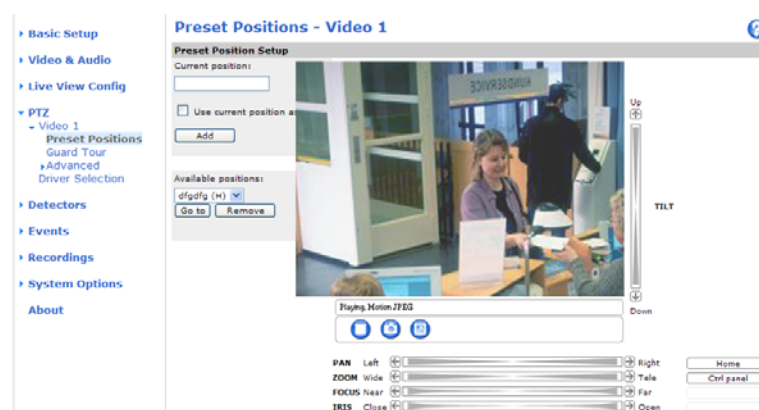 Preset Positions - Video 1
Basic Setup
Video & Audio
Live View Config
PTZ
Video 1
Preset Positions
Guard Tour
Advanced
Driver Selection
Detectors
Events
Recordings
System Options
About
Preset Position Setup
Current position:
Use current position as
Add
Available positions:
dfgdfg (H)
Go to Remove
KUNDSERVICE
Up
TILT
Down
Playing, Motion JPEG
PAN Left Right Home
ZOOM Wide Tele Ctrl panel
FOCUS Near Far
IRIS Close Open